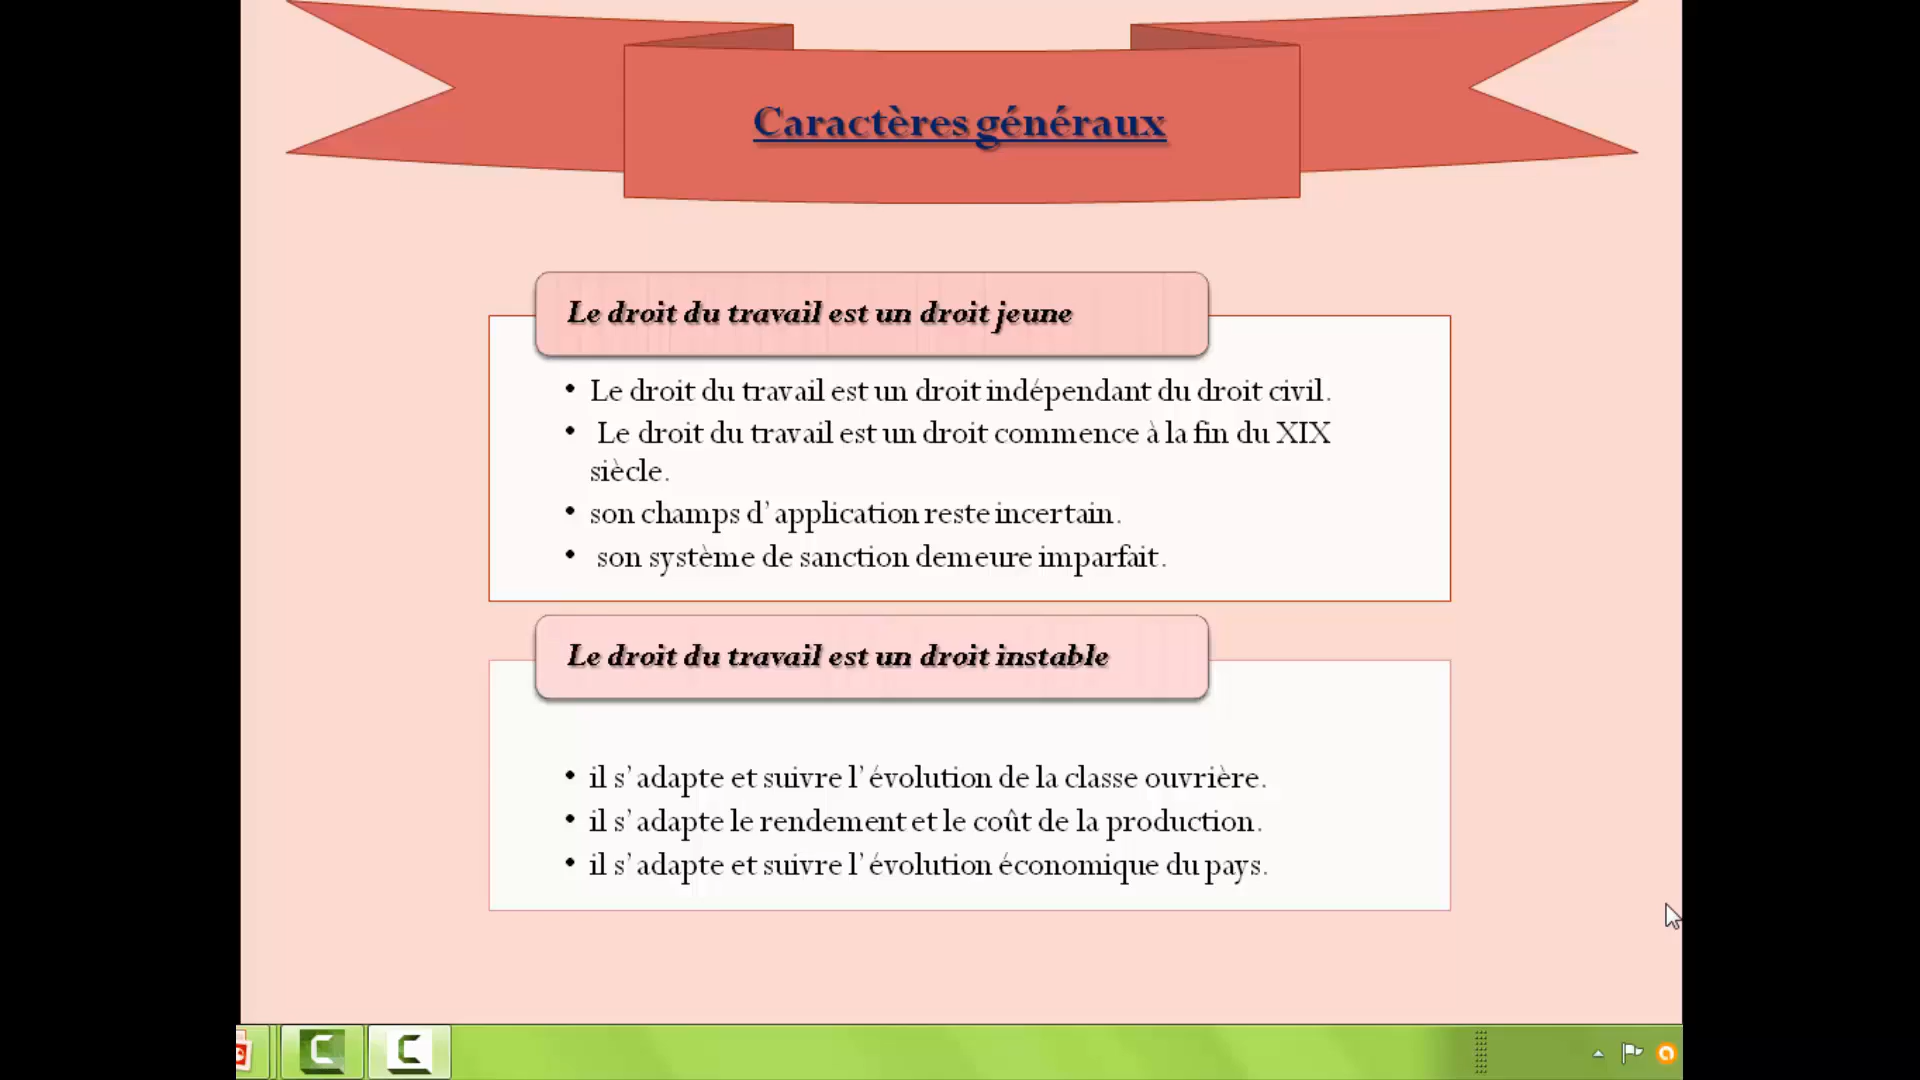 Caractères généraux
Le droit du travail est un droit jeune
• Le droit du travail est un droit indépendant du droit civil.
• Le droit du travail est un droit commence à la fin du XIX
siècle.
• son champs d’application reste incertain.
• son système de sanction demeure imparfait.
Le droit du travail est un droit instable
• il s’adapte et suivre l’évolution de la classe ouvrière.
• il s’adapte le rendement et le coût de la production.
• il s’adapte et suivre l’évolution économique du pays.